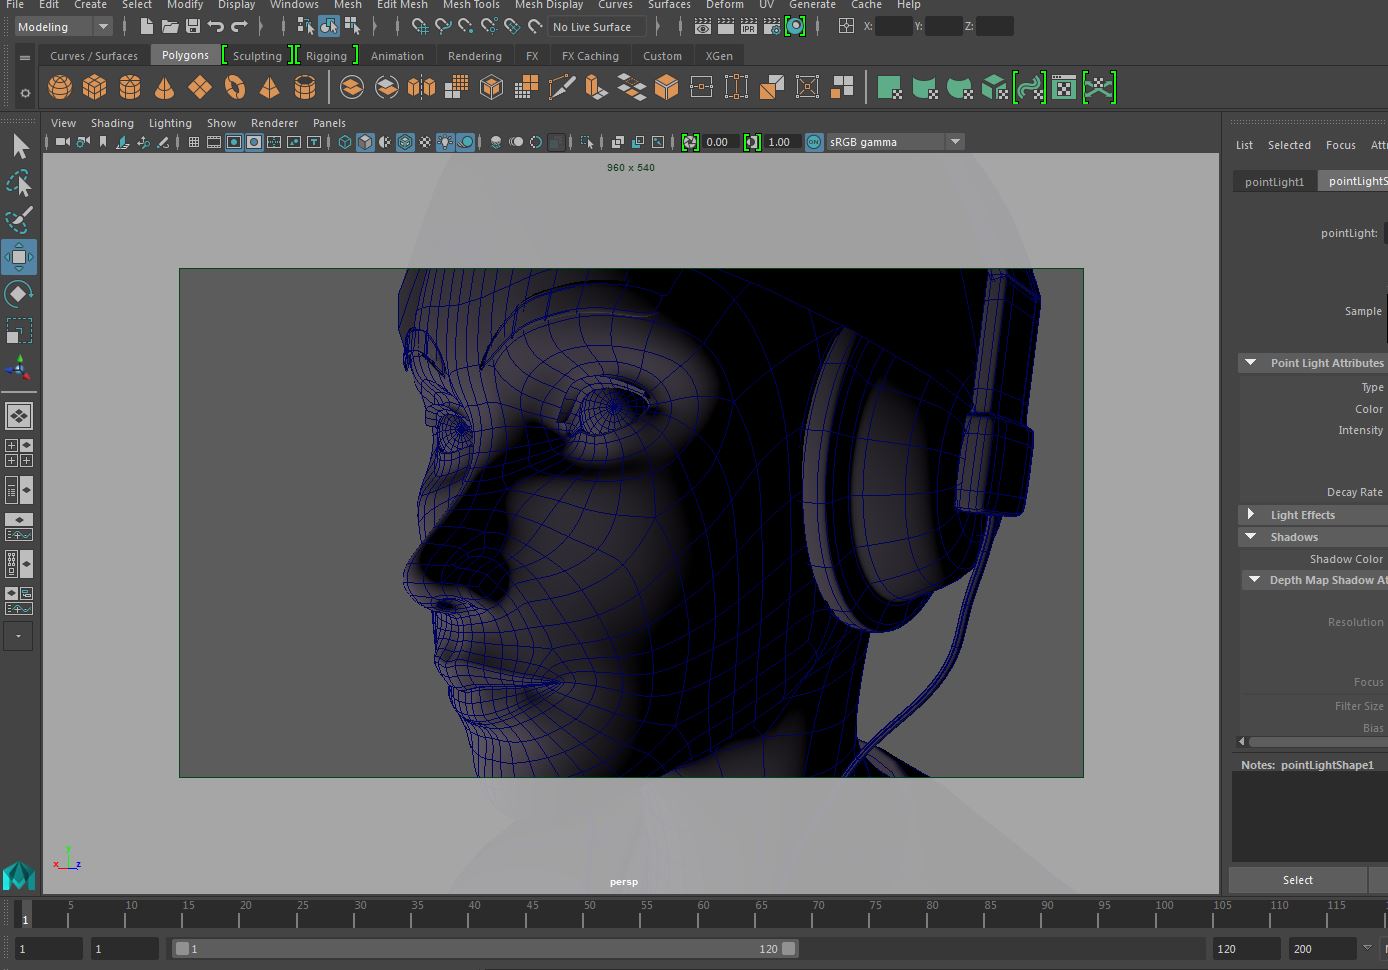 File Edit Create Select Modify Display Windows Mesh Edit Mesh Mesh Tools Mesh Display Curves Surfaces Deform UV Generate Cache Help
Modeling No Live Surface X: Y: Z:
Curves / Surfaces Polygons Sculpting Rigging Animation Rendering FX FX Caching Custom XGen
View Shading Lighting Show Renderer Panels
0.00 1.00 ON sRGB gamma
960 x 540
List Selected Focus Att
pointLight1 pointLightS
pointLight:
Sample
Point Light Attributes
Type
Color
Intensity
Decay Rate
Light Effects
Shadows
Shadow Color
Depth Map Shadow At
Resolution
Focus
Filter Size
Bias
Notes: pointLightShape1
Select
y
x z
persp
5 10 15 20 25 30 35 40 45 50 55 60 65 70 75 80 85 90 95 100 105 110 115
1
1 1 1 120 120 200